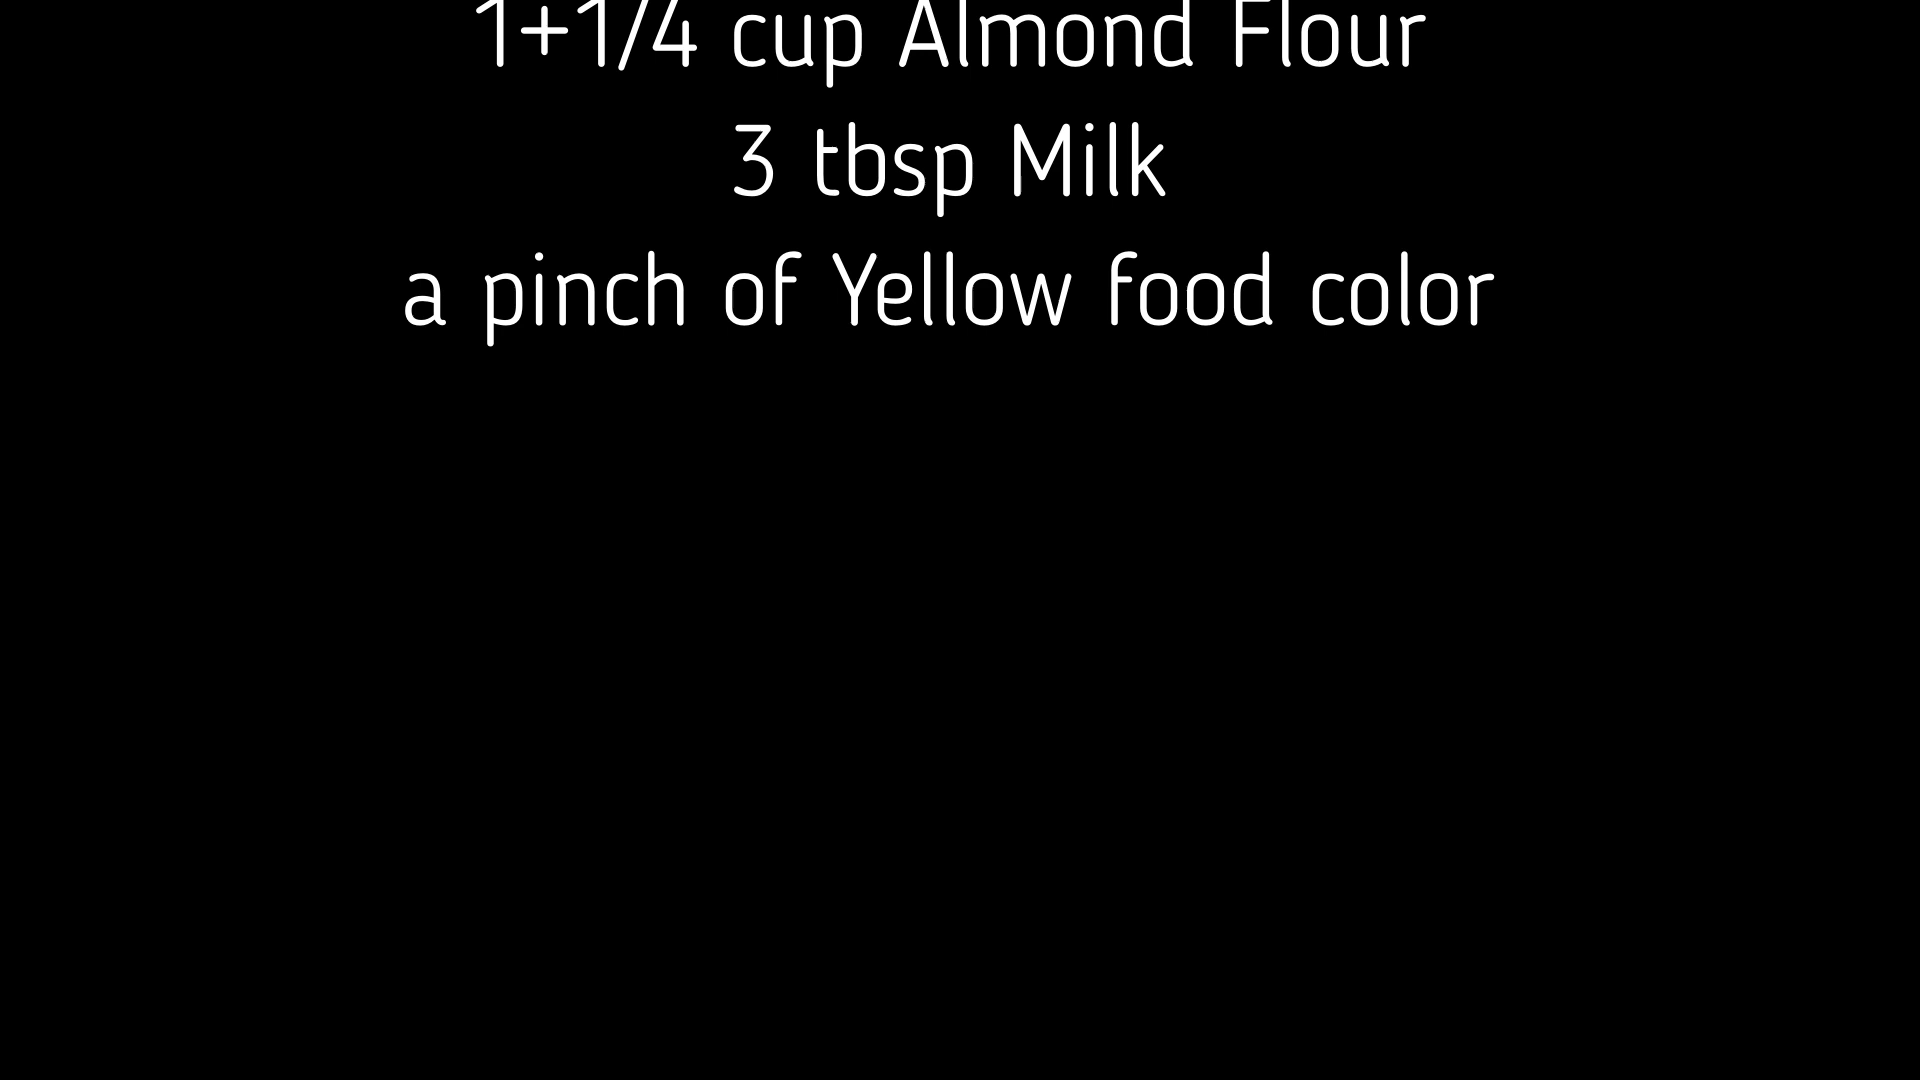 1+1/4 cup Almond Flour
3 tbsp Milk
a pinch of Yellow food color